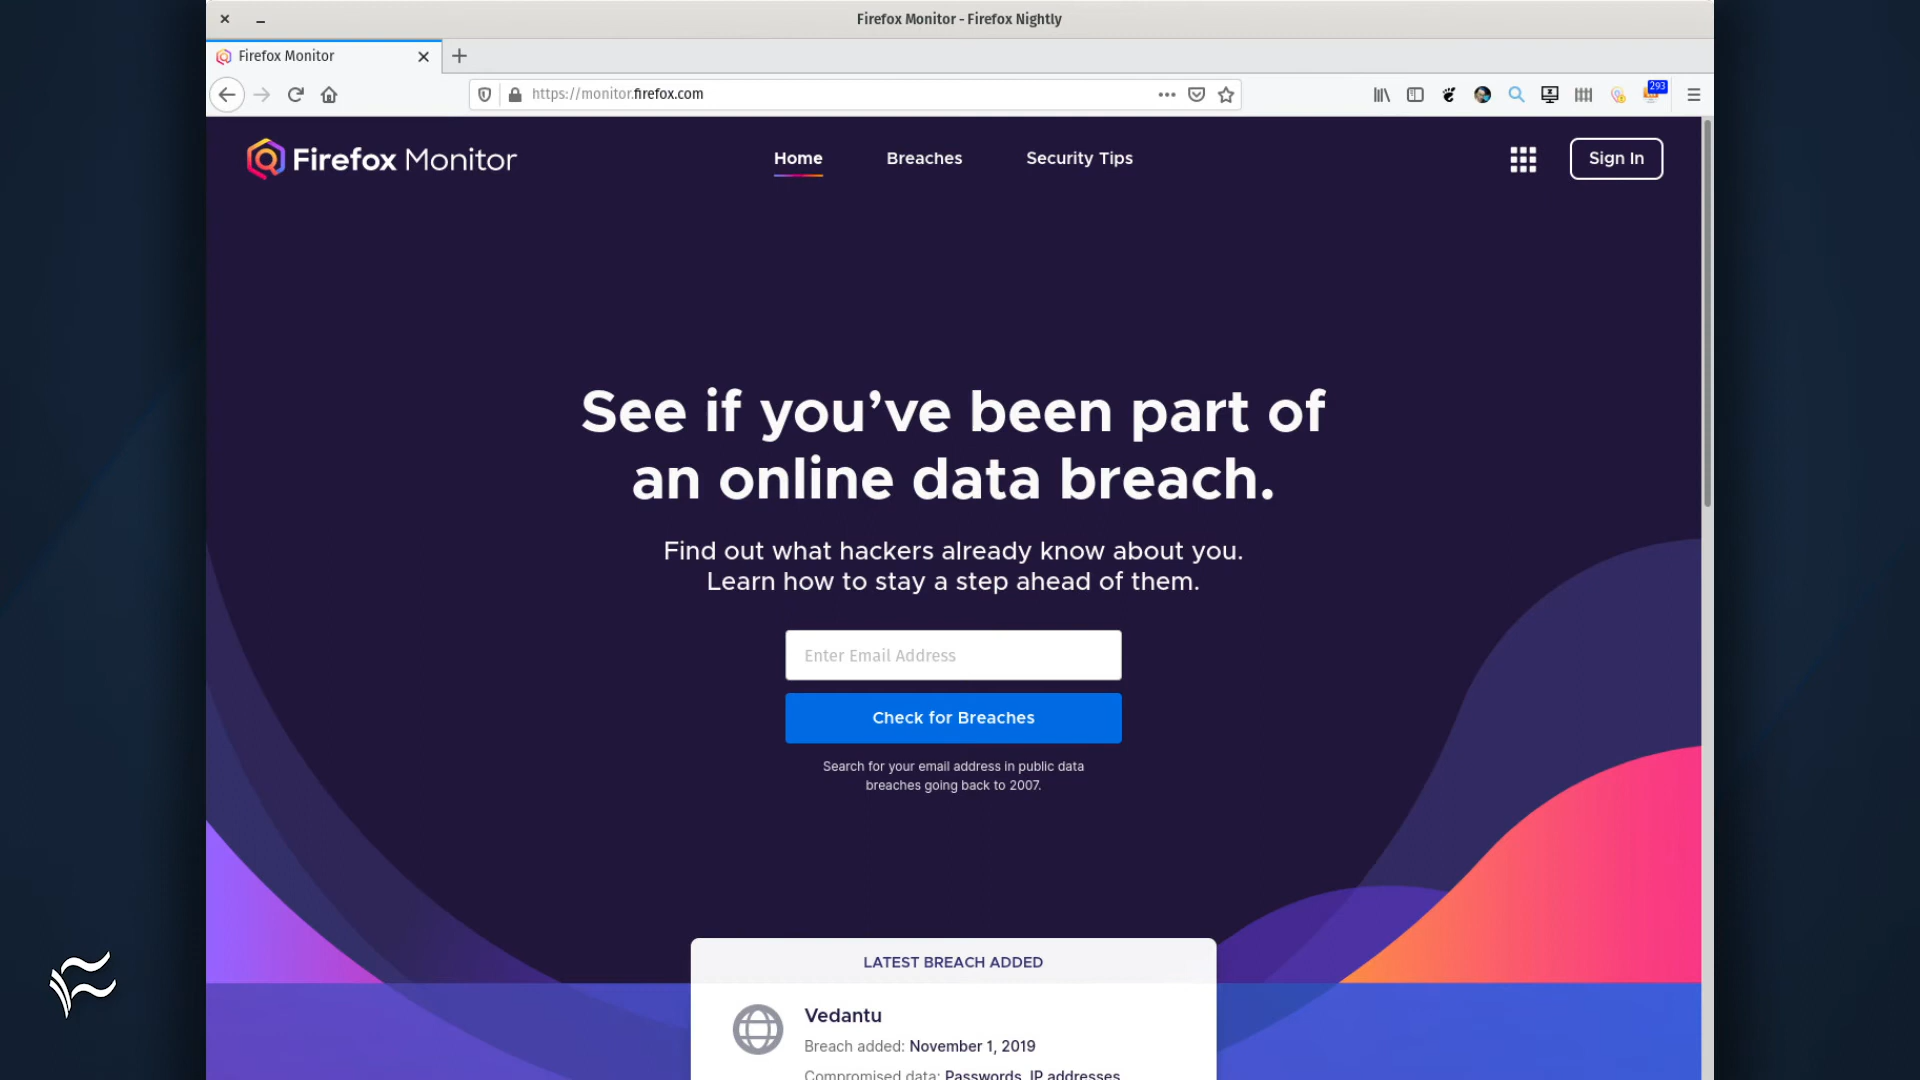 Firefox Monitor - Firefox Nightly
Firefox Monitor
https://monitor.firefox.com
293
Firefox Monitor
Home
Breaches
Security Tips
Sign In
See if you’ve been part of
an online data breach.
Find out what hackers already know about you.
Learn how to stay a step ahead of them.
Enter Email Address
Check for Breaches
Search for your email address in public data
breaches going back to 2007.
LATEST BREACH ADDED
Vedantu
Breach added: November 1, 2019
Compromised data: Passwords, IP addresses